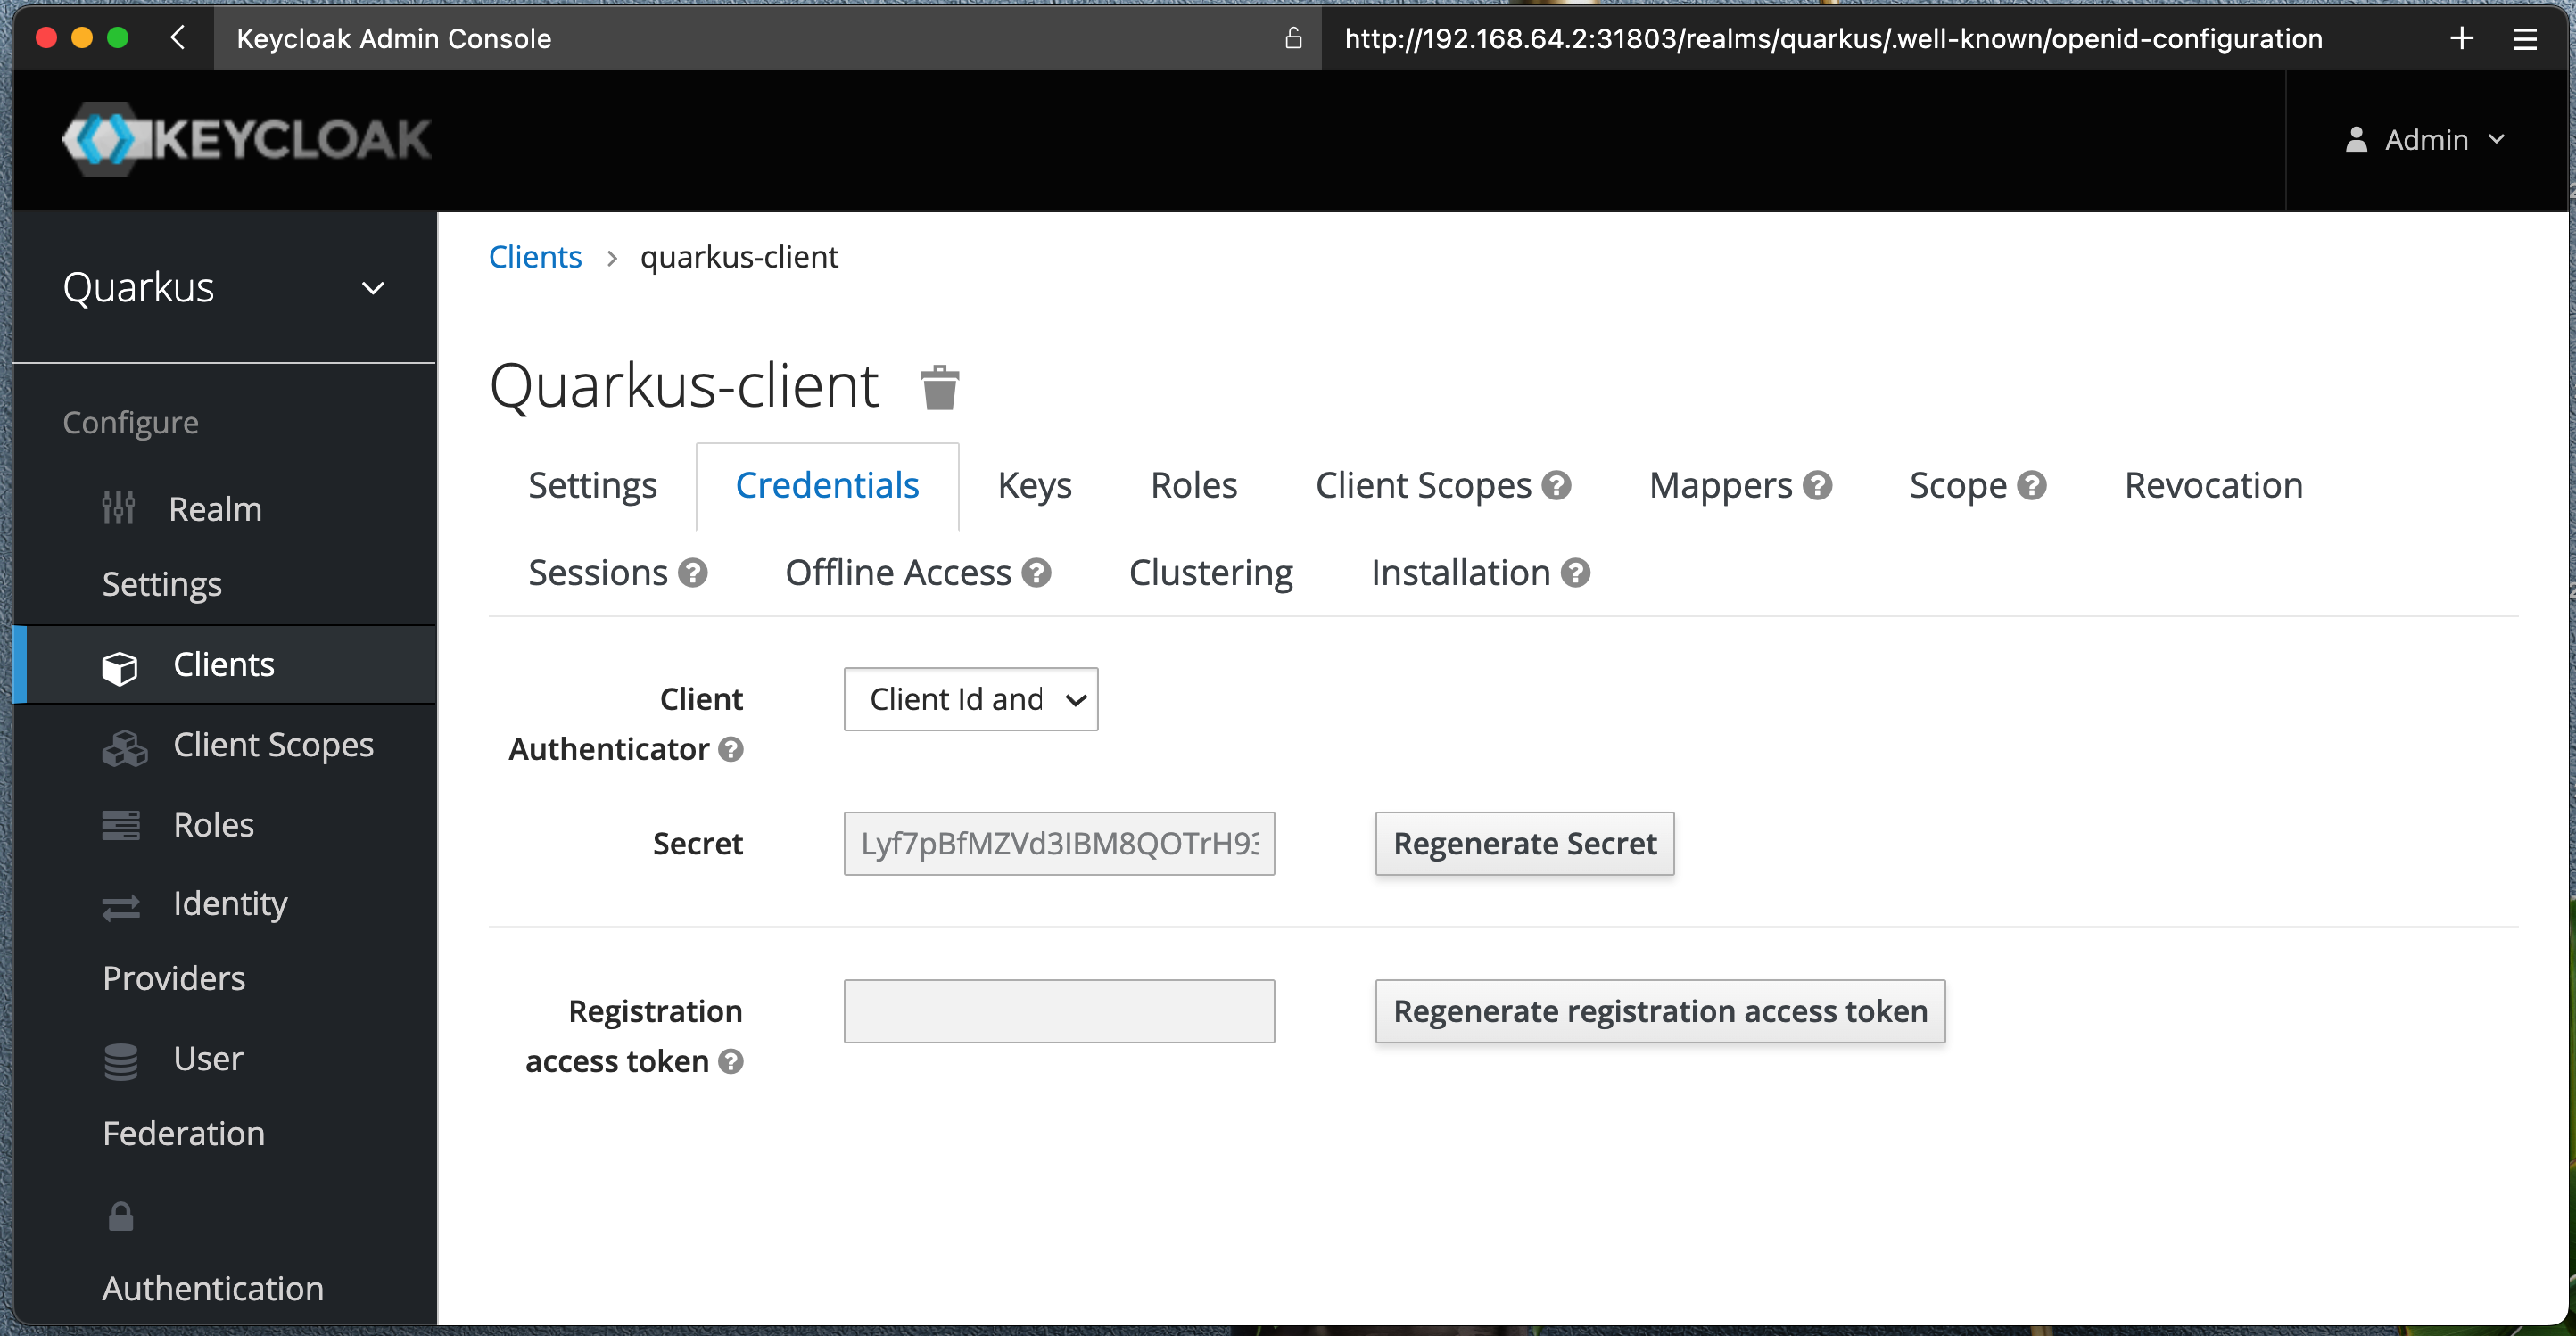 Keycloak Admin Console
http://192.168.64.2:31803/realms/quarkus/.well-known/openid-configuration
KEYCLOAK
Admin
Quarkus
Configure
Realm
Settings
Clients
Client Scopes
Roles
Identity
Providers
User
Federation
Authentication
Clients > quarkus-client
Quarkus-client
Settings Credentials Keys Roles Client Scopes ? Mappers ? Scope ? Revocation
Sessions ? Offline Access ? Clustering Installation ?
Client
Authenticator ?
Client Id and
Secret
Lyf7pBfMZVd3IBM8QOTrH93
Regenerate Secret
Registration
access token ?
Regenerate registration access token